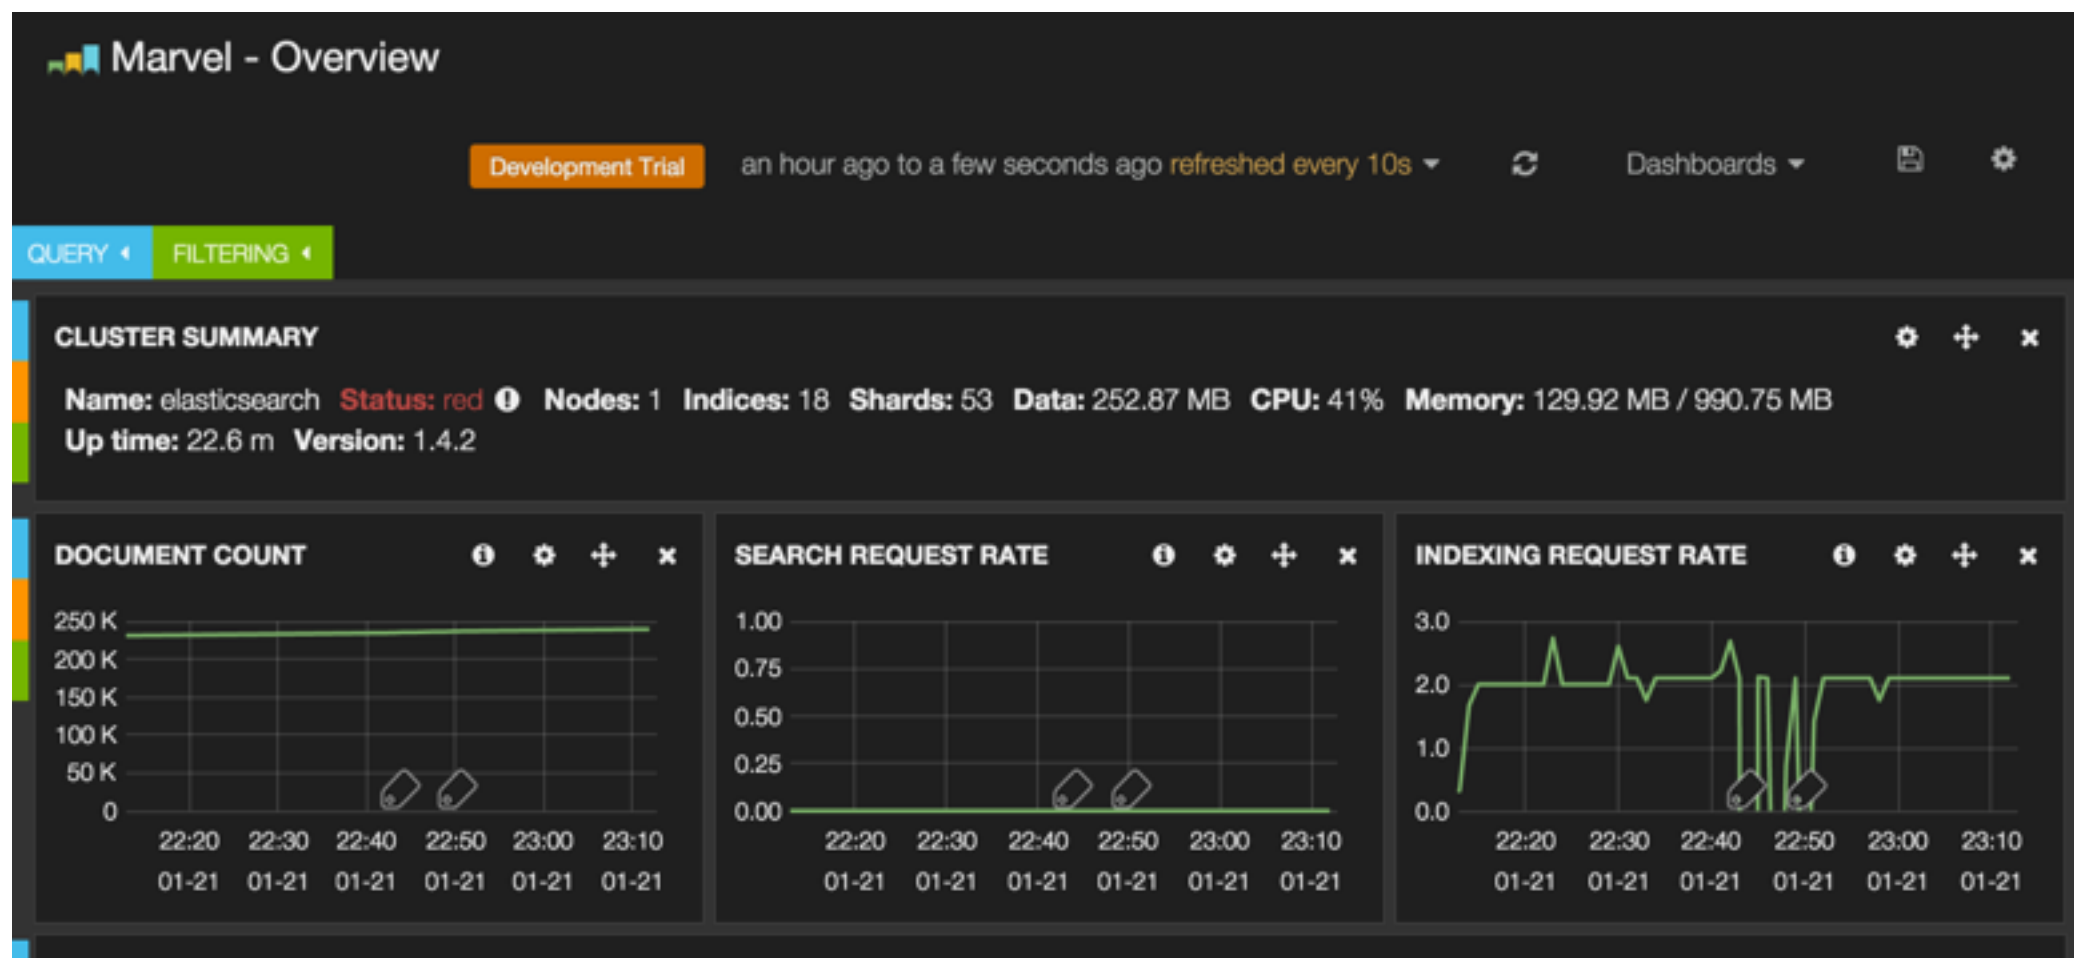 Marvel - Overview
Development Trial an hour ago to a few seconds ago refreshed every 10s Dashboards
QUERY FILTERING
CLUSTER SUMMARY
Name: elasticsearch Status: red Nodes: 1 Indices: 18 Shards: 53 Data: 252.87 MB CPU: 41% Memory: 129.92 MB / 990.75 MB
Up time: 22.6 m Version: 1.4.2
DOCUMENT COUNT
250 K
200 K
150 K
100 K
50 K
0
22:20 22:30 22:40 22:50 23:00 23:10
01-21 01-21 01-21 01-21 01-21 01-21
SEARCH REQUEST RATE
1.00
0.75
0.50
0.25
0.00
22:20 22:30 22:40 22:50 23:00 23:10
01-21 01-21 01-21 01-21 01-21 01-21
INDEXING REQUEST RATE
3.0
2.0
1.0
0.0
22:20 22:30 22:40 22:50 23:00 23:10
01-21 01-21 01-21 01-21 01-21 01-21